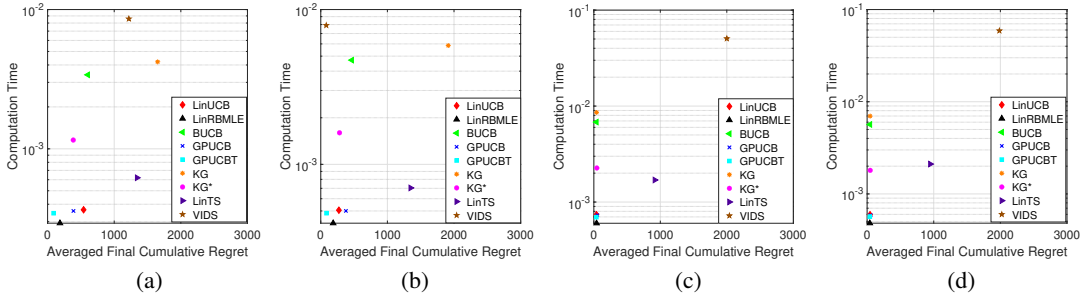 10^-2
10^-3
Computation Time
0
1000
2000
3000
Averaged Final Cumulative Regret
LinUCB
LinRBMLE
BUCB
GPUCB
GPUCBT
KG
KG*
LinTS
VIDS
(a)
10^-2
10^-3
Computation Time
0
1000
2000
3000
Averaged Final Cumulative Regret
LinUCB
LinRBMLE
BUCB
GPUCB
GPUCBT
KG
KG*
LinTS
VIDS
(b)
10^-1
10^-2
10^-3
Computation Time
0
1000
2000
3000
Averaged Final Cumulative Regret
LinUCB
LinRBMLE
BUCB
GPUCB
GPUCBT
KG
KG*
LinTS
VIDS
(c)
10^-1
10^-2
10^-3
Computation Time
0
1000
2000
3000
Averaged Final Cumulative Regret
LinUCB
LinRBMLE
BUCB
GPUCB
GPUCBT
KG
KG*
LinTS
VIDS
(d)